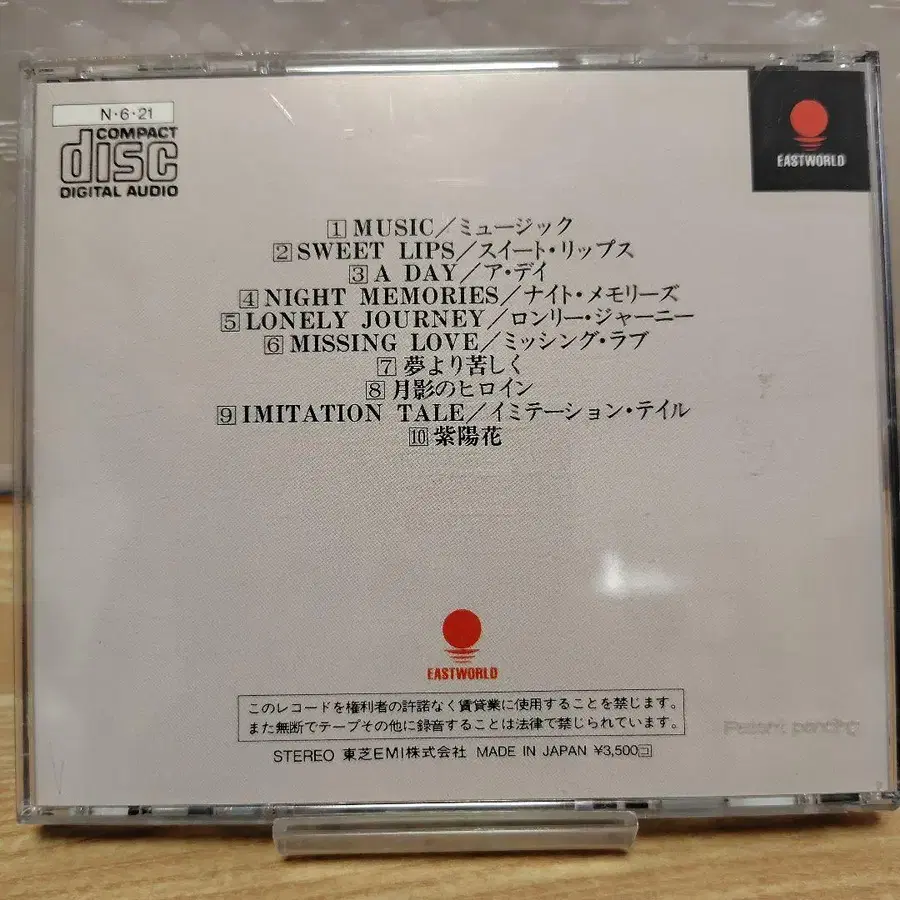 N・6・21
COMPACT
disc
DIGITAL AUDIO
EASTWORLD
1 MUSIC/ミュージック
2 SWEET LIPS/スイート・リップス
3 A DAY/ア・デイ
4 NIGHT MEMORIES/ナイト・メモリーズ
5 LONELY JOURNEY/ロンリー・ジャーニー
6 MISSING LOVE/ミッシング・ラブ
7 夢より苦しく
8 月影のヒロイン
9 IMITATION TALE/イミテーション・テイル
10 紫陽花
EASTWORLD
このレコードを権利者の許諾なく賃貸業に使用することを禁じます。
また無断でテープその他に録音することは法律で禁じられています。
Patent pending
STEREO 東芝EMI株式会社 MADE IN JAPAN ¥3,500コ